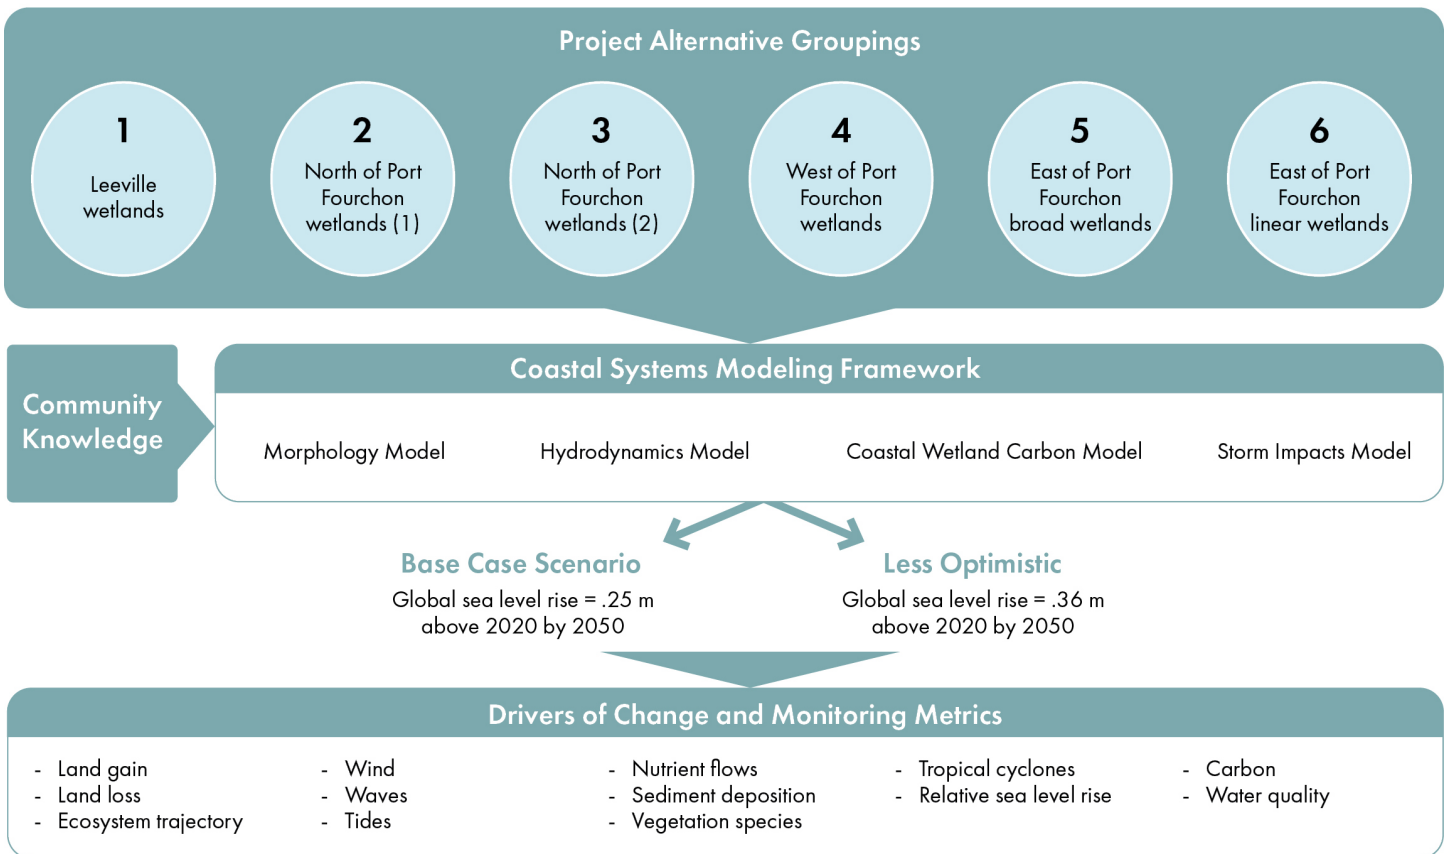 Project Alternative Groupings
1
Leeville
wetlands
2
North of Port
Fourchon
wetlands (1)
3
North of Port
Fourchon
wetlands (2)
4
West of Port
Fourchon
wetlands
5
East of Port
Fourchon
broad wetlands
6
East of Port
Fourchon
linear wetlands
Community
Knowledge
Coastal Systems Modeling Framework
Morphology Model
Hydrodynamics Model
Coastal Wetland Carbon Model
Storm Impacts Model
Base Case Scenario
Global sea level rise = .25 m
above 2020 by 2050
Less Optimistic
Global sea level rise = .36 m
above 2020 by 2050
Drivers of Change and Monitoring Metrics
- Land gain
- Land loss
- Ecosystem trajectory
- Wind
- Waves
- Tides
- Nutrient flows
- Sediment deposition
- Vegetation species
- Tropical cyclones
- Relative sea level rise
- Carbon
- Water quality